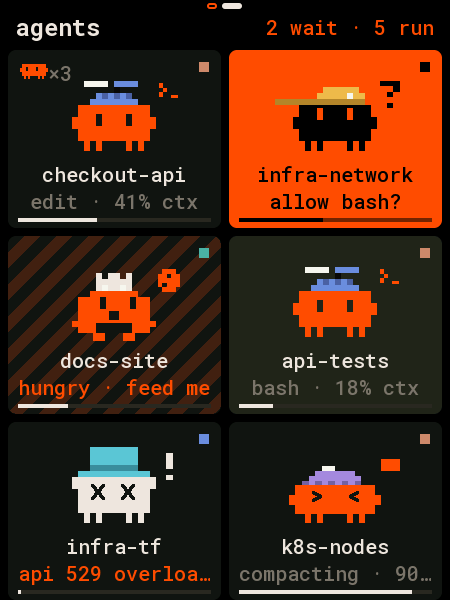 agents
2 wait · 5 run
×3
checkout-api
edit · 41% ctx
infra-network
allow bash?
docs-site
hungry · feed me
api-tests
bash · 18% ctx
infra-tf
api 529 overloa…
k8s-nodes
compacting · 90…